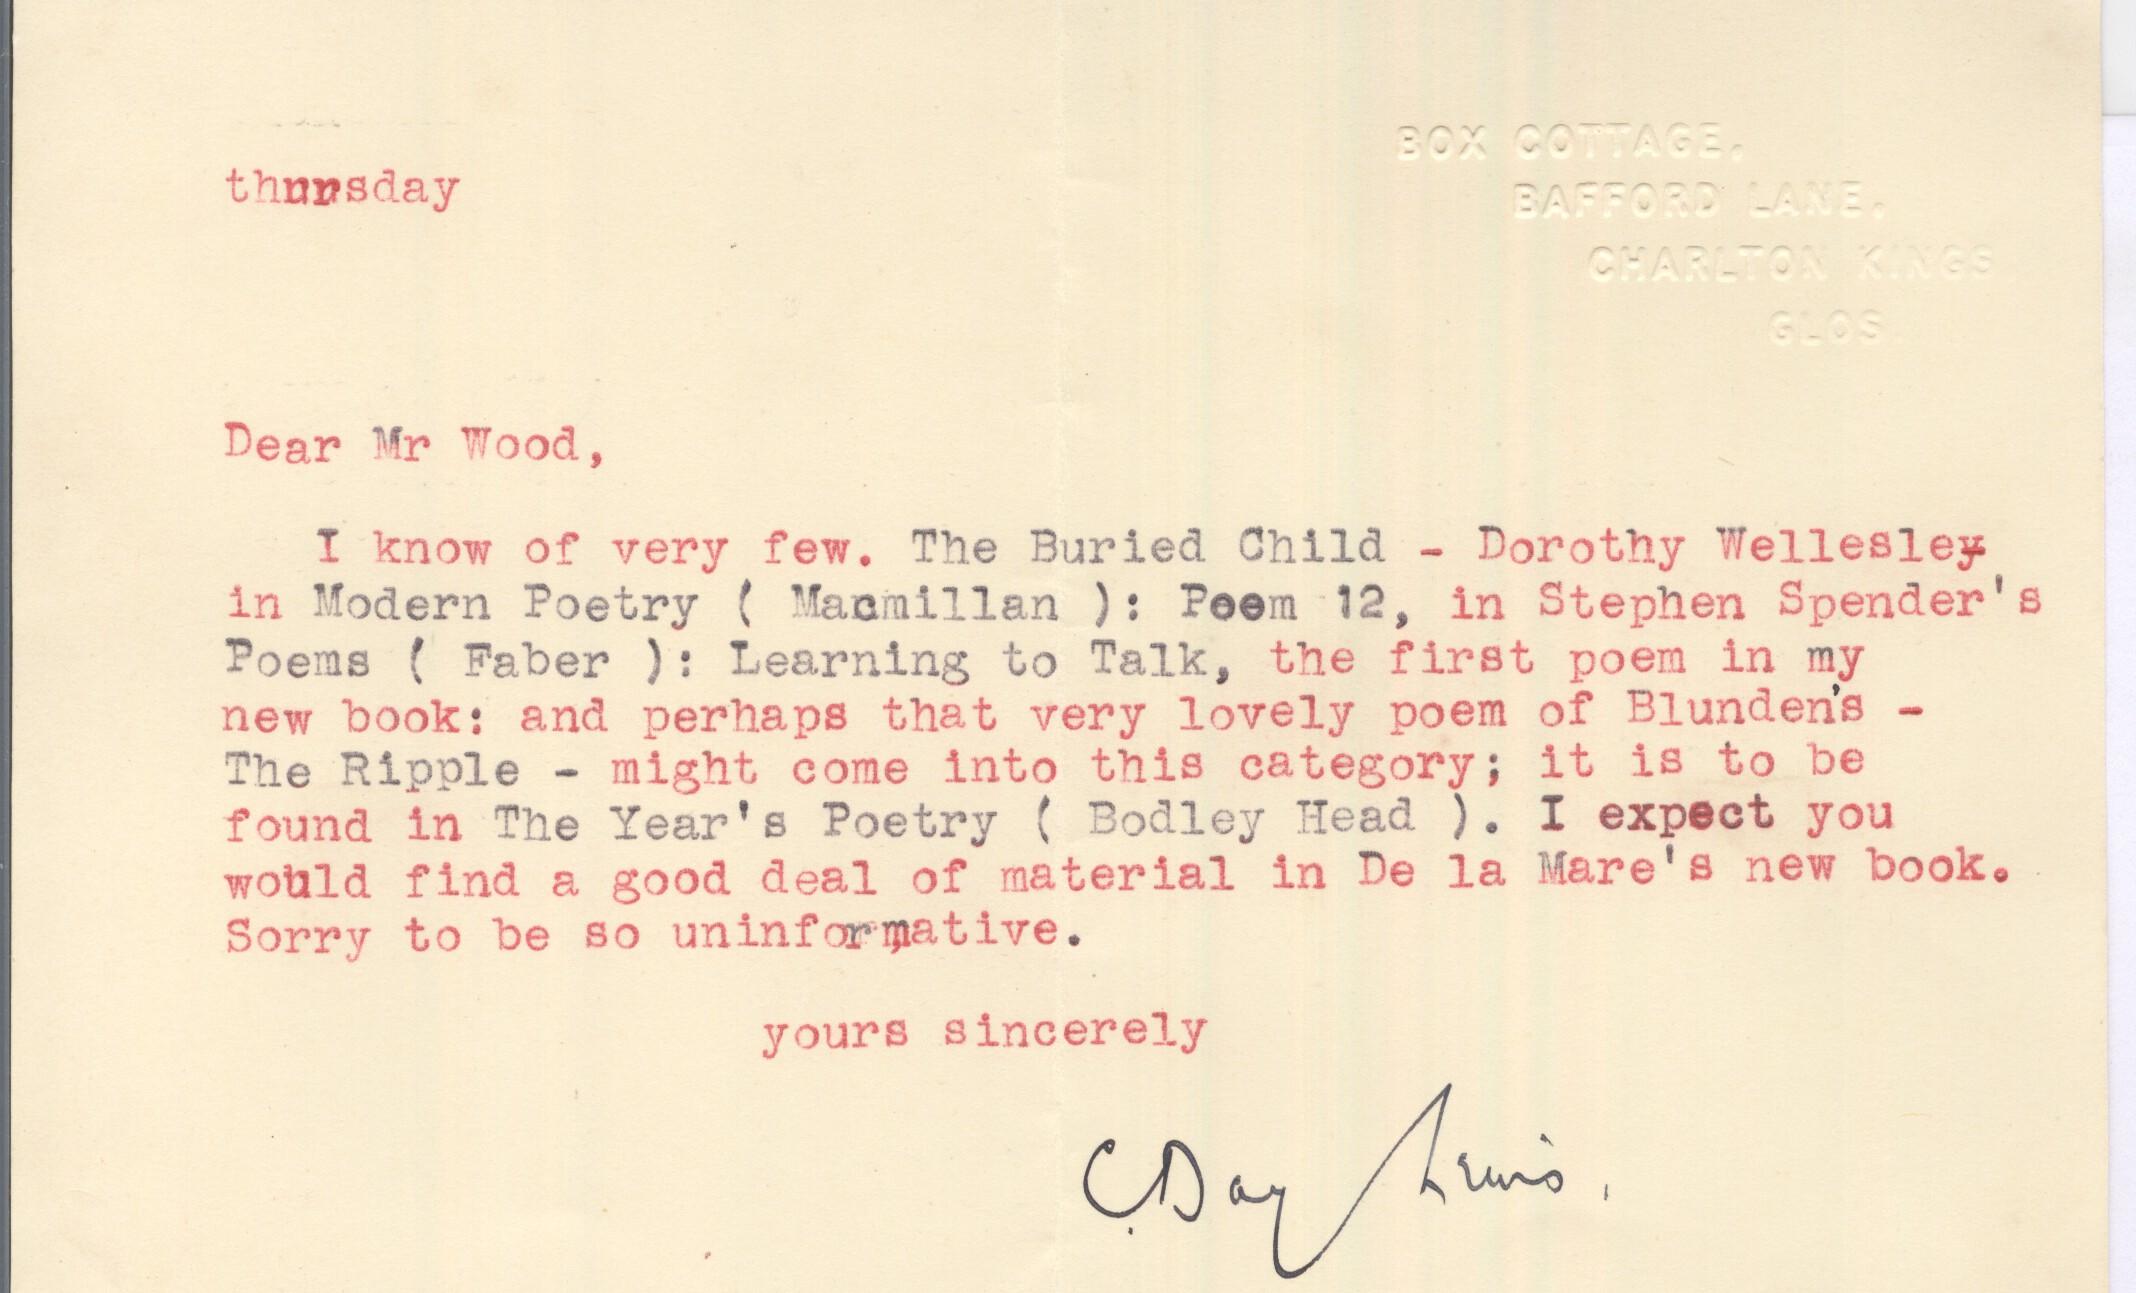 thursday
BOX COTTAGE,
BAFFORD LANE,
CHARLTON KINGS
GLOS.
Dear Mr Wood,
I know of very few. The Buried Child - Dorothy Wellesley
in Modern Poetry ( Macmillan ): Poem 12, in Stephen Spender's
Poems ( Faber ): Learning to Talk, the first poem in my
new book: and perhaps that very lovely poem of Blunden's -
The Ripple - might come into this category; it is to be
found in The Year's Poetry ( Bodley Head ). I expect you
would find a good deal of material in De la Mare's new book.
Sorry to be so uninformative.
yours sincerely
C. Day Lewis.